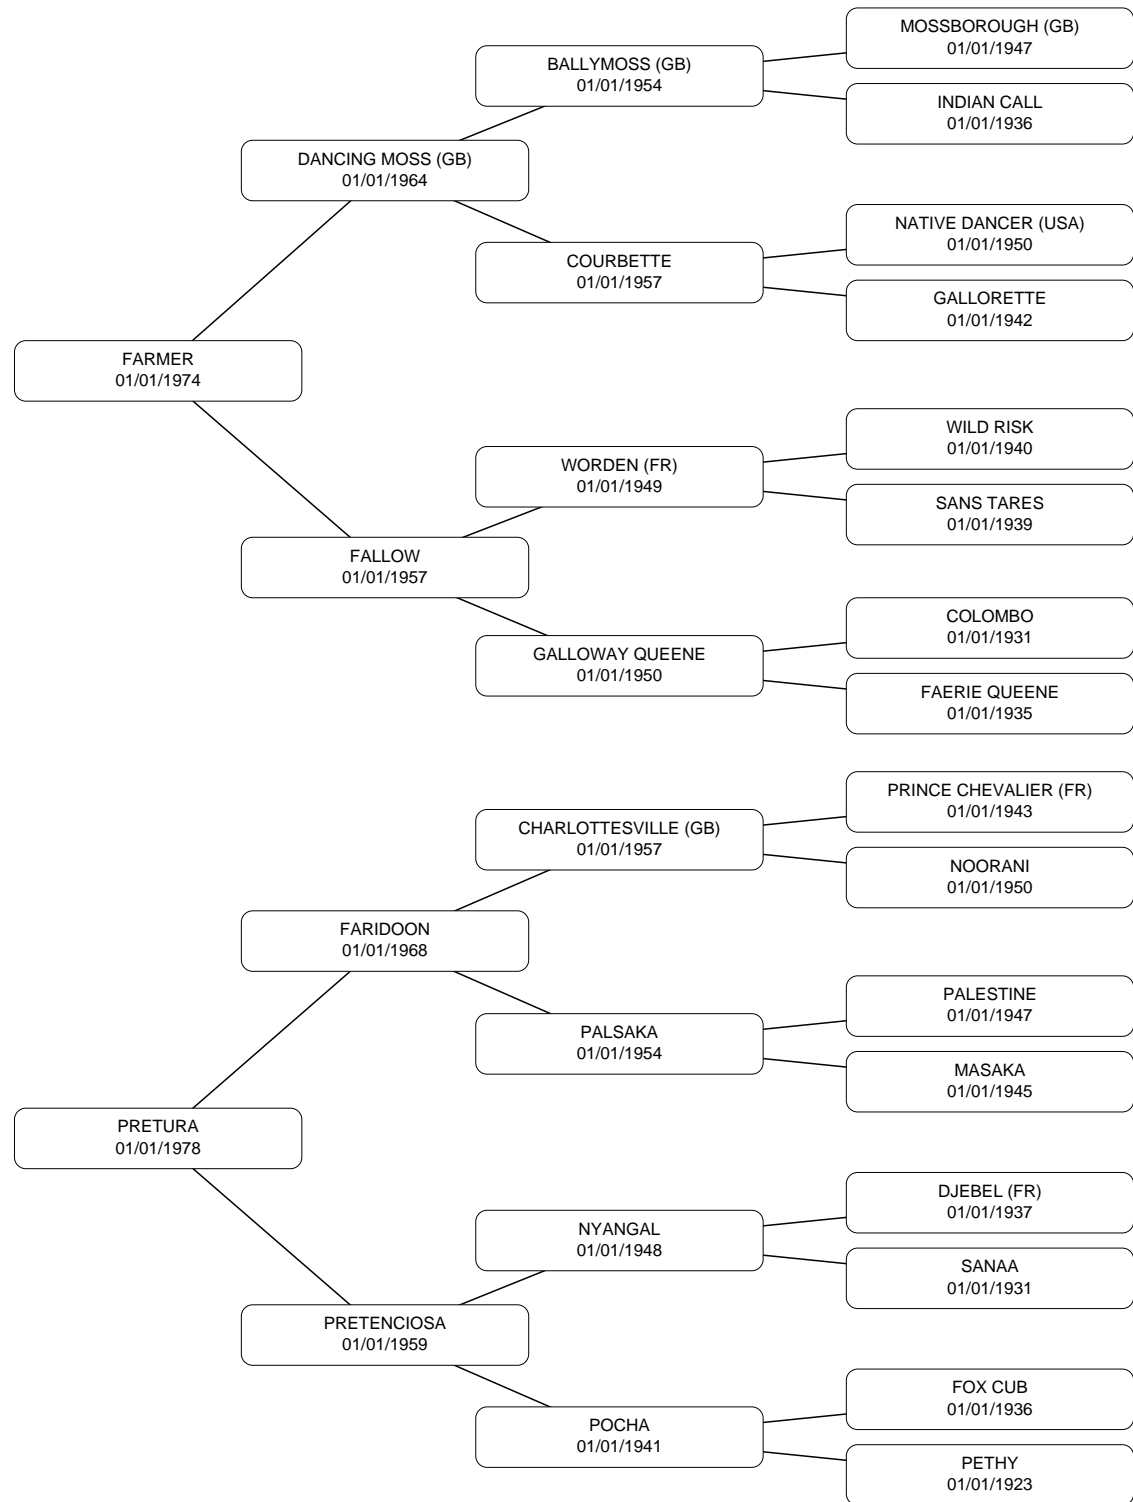 MOSSBOROUGH (GB)
01/01/1947
BALLYMOSS (GB)
01/01/1954
INDIAN CALL
01/01/1936
DANCING MOSS (GB)
01/01/1964
NATIVE DANCER (USA)
01/01/1950
COURBETTE
01/01/1957
GALLORETTE
01/01/1942
FARMER
01/01/1974
WILD RISK
01/01/1940
WORDEN (FR)
01/01/1949
SANS TARES
01/01/1939
FALLOW
01/01/1957
COLOMBO
01/01/1931
GALLOWAY QUEENE
01/01/1950
FAERIE QUEENE
01/01/1935
PRINCE CHEVALIER (FR)
01/01/1943
CHARLOTTESVILLE (GB)
01/01/1957
NOORANI
01/01/1950
FARIDOON
01/01/1968
PALESTINE
01/01/1947
PALSAKA
01/01/1954
MASAKA
01/01/1945
PRETURA
01/01/1978
DJEBEL (FR)
01/01/1937
NYANGAL
01/01/1948
SANAA
01/01/1931
PRETENCIOSA
01/01/1959
FOX CUB
01/01/1936
POCHA
01/01/1941
PETHY
01/01/1923